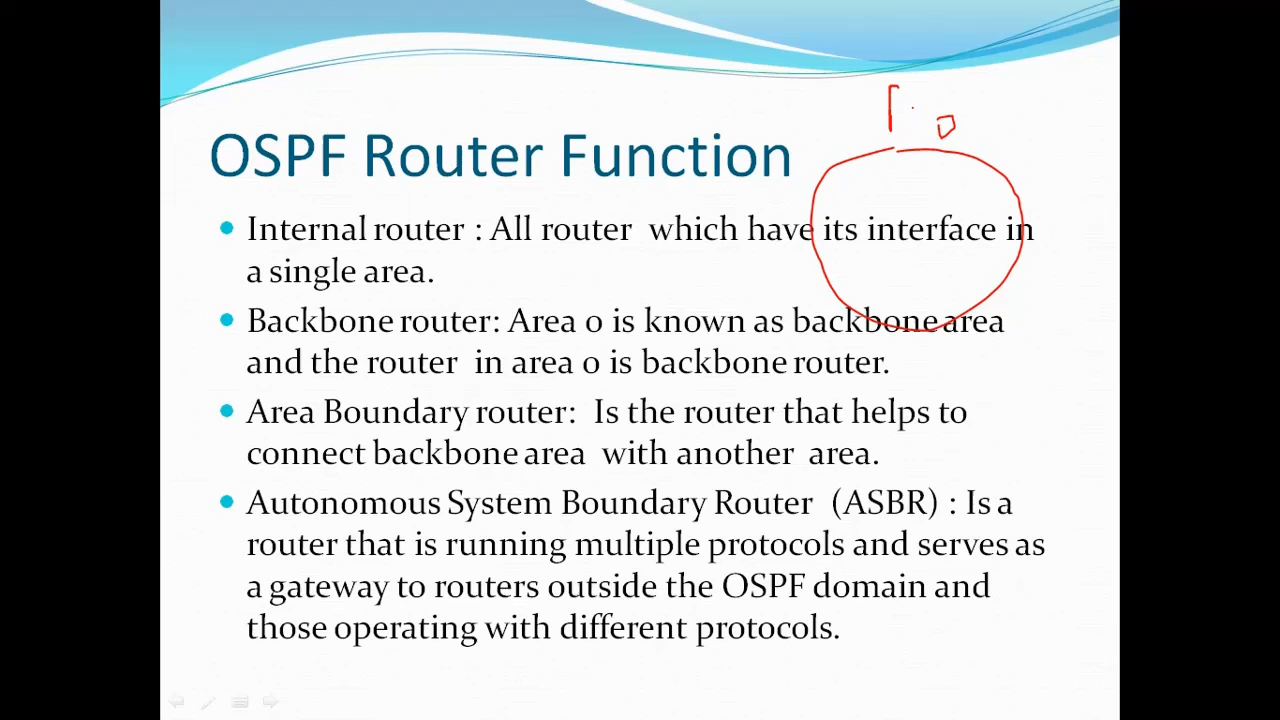 OSPF Router Function
Internal router : All router which have its interface in
a single area.
Backbone router: Area 0 is known as backbone area
and the router in area 0 is backbone router.
Area Boundary router: Is the router that helps to
connect backbone area with another area.
Autonomous System Boundary Router (ASBR) : Is a
router that is running multiple protocols and serves as
a gateway to routers outside the OSPF domain and
those operating with different protocols.